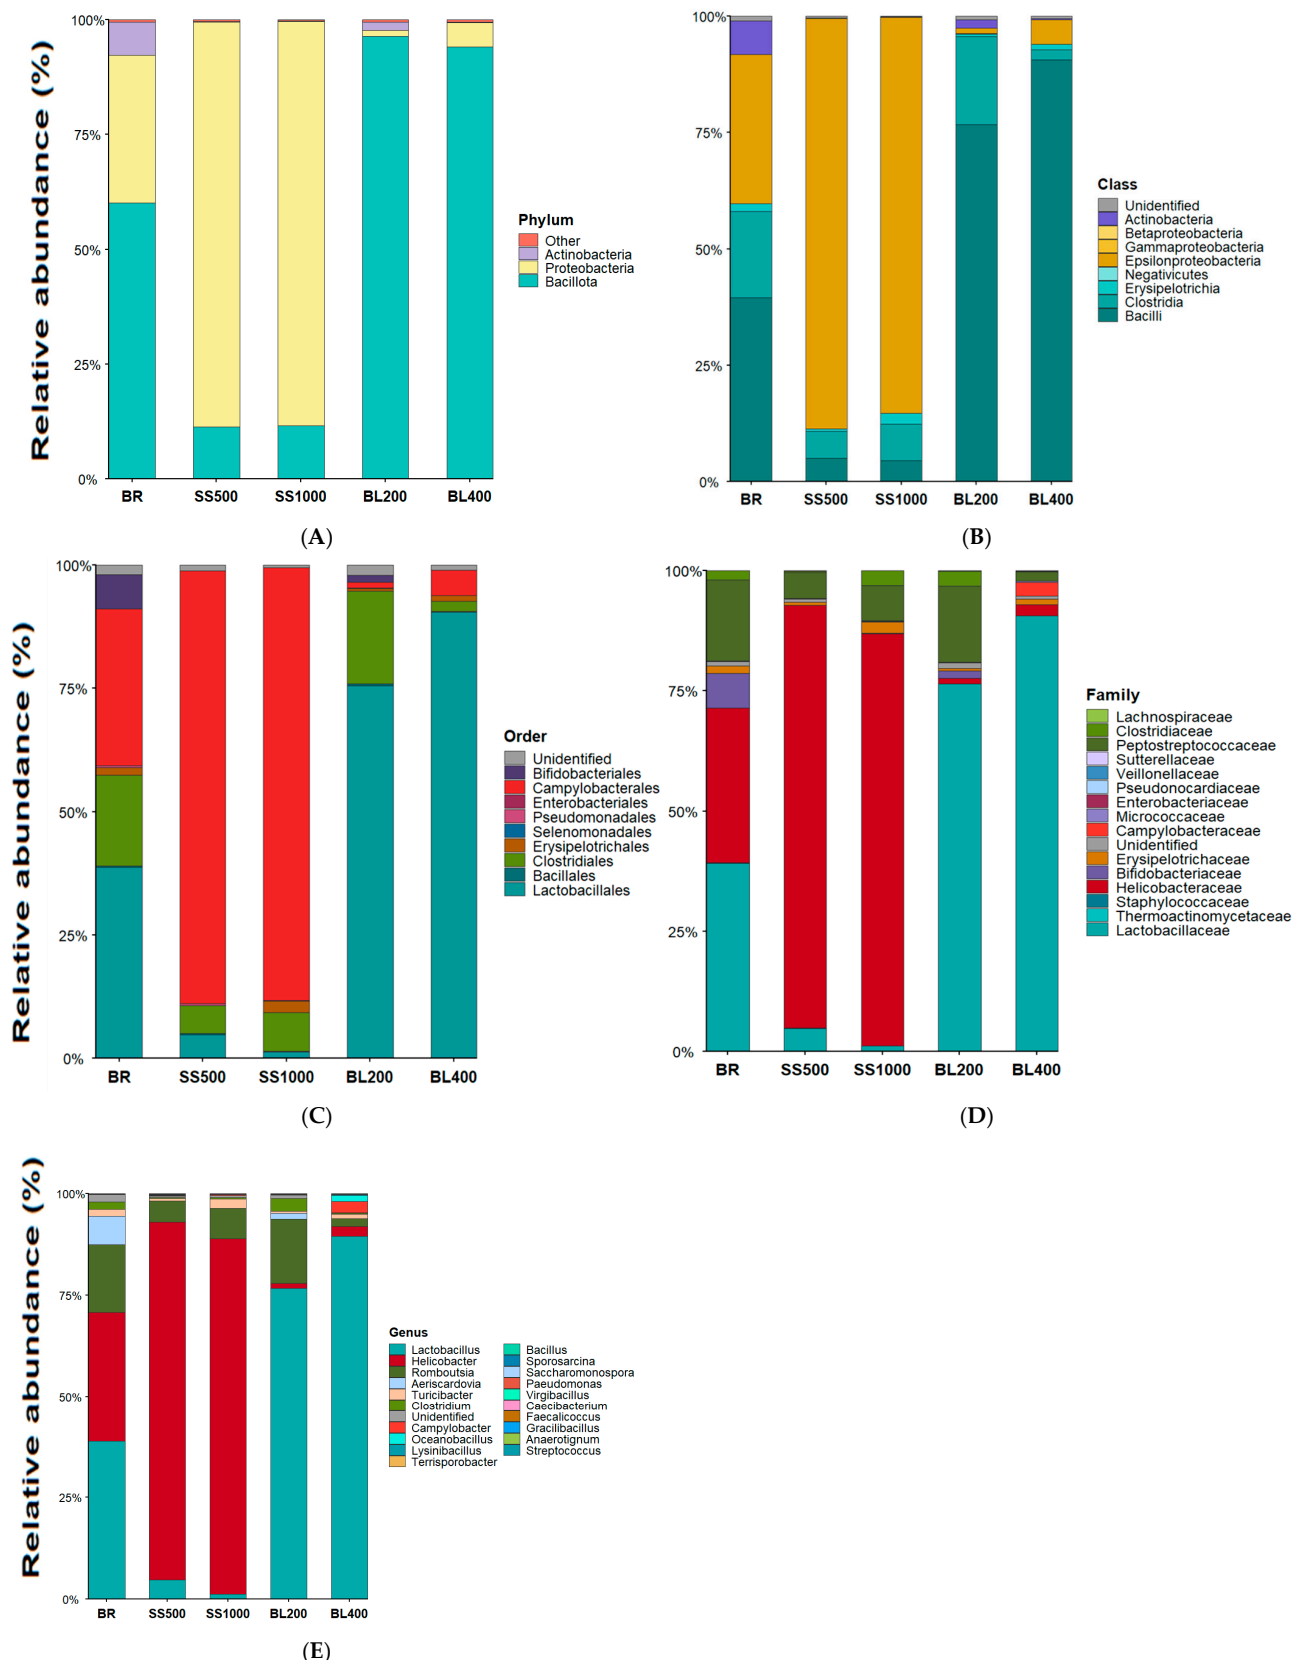 Relative abundance (%)
100%
75%
50%
25%
0%
BR SS500 SS1000 BL200 BL400
Phylum
Other
Actinobacteria
Proteobacteria
Bacillota
(A)
100%
75%
50%
25%
0%
BR SS500 SS1000 BL200 BL400
Class
Unidentified
Actinobacteria
Betaproteobacteria
Gammaproteobacteria
Epsilonproteobacteria
Negativicutes
Erysipelotrichia
Clostridia
Bacilli
(B)
Relative abundance (%)
100%
75%
50%
25%
0%
BR SS500 SS1000 BL200 BL400
Order
Unidentified
Bifidobacteriales
Campylobacterales
Enterobacteriales
Pseudomonadales
Selenomonadales
Erysipelotrichales
Clostridiales
Bacillales
Lactobacillales
(C)
100%
75%
50%
25%
0%
BR SS500 SS1000 BL200 BL400
Family
Lachnospiraceae
Clostridiaceae
Peptostreptococcaceae
Sutterellaceae
Veillonellaceae
Pseudonocardiaceae
Enterobacteriaceae
Micrococcaceae
Campylobacteraceae
Unidentified
Erysipelotrichaceae
Bifidobacteriaceae
Helicobacteraceae
Staphylococcaceae
Thermoactinomycetaceae
Lactobacillaceae
(D)
Relative abundance (%)
100%
75%
50%
25%
0%
BR SS500 SS1000 BL200 BL400
Genus
Lactobacillus
Helicobacter
Romboutsia
Aeriscardovia
Turicibacter
Clostridium
Unidentified
Campylobacter
Oceanobacillus
Lysinibacillus
Terrisporobacter
Bacillus
Sporosarcina
Saccharomonospora
Paeudomonas
Virgibacillus
Caecibacterium
Faecalicoccus
Gracilibacillus
Anaerotignum
Streptococcus
(E)